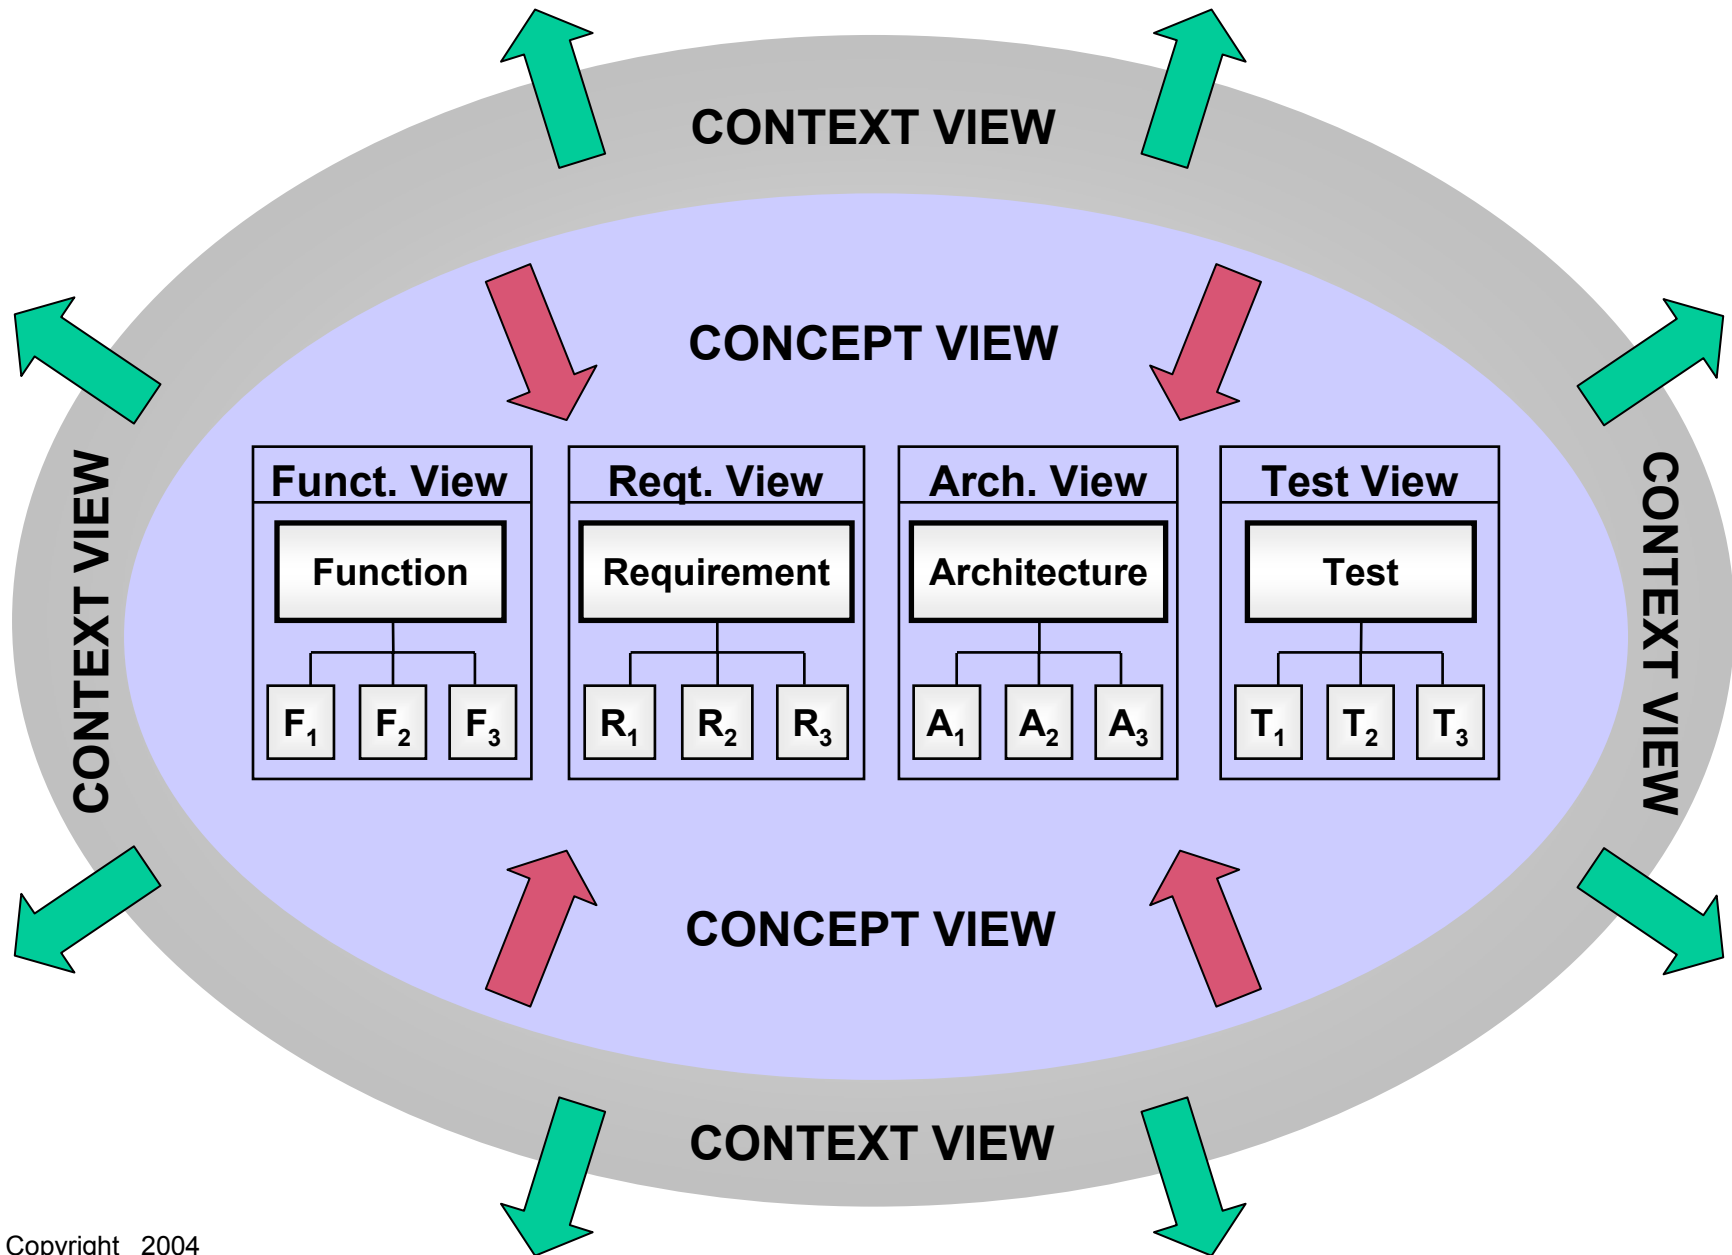 CONTEXT VIEW
CONCEPT VIEW
CONTEXT VIEW
CONTEXT VIEW
Funct. View
Function
F1 F2 F3
Reqt. View
Requirement
R1 R2 R3
Arch. View
Architecture
A1 A2 A3
Test View
Test
T1 T2 T3
CONCEPT VIEW
CONTEXT VIEW
Copyright 2004